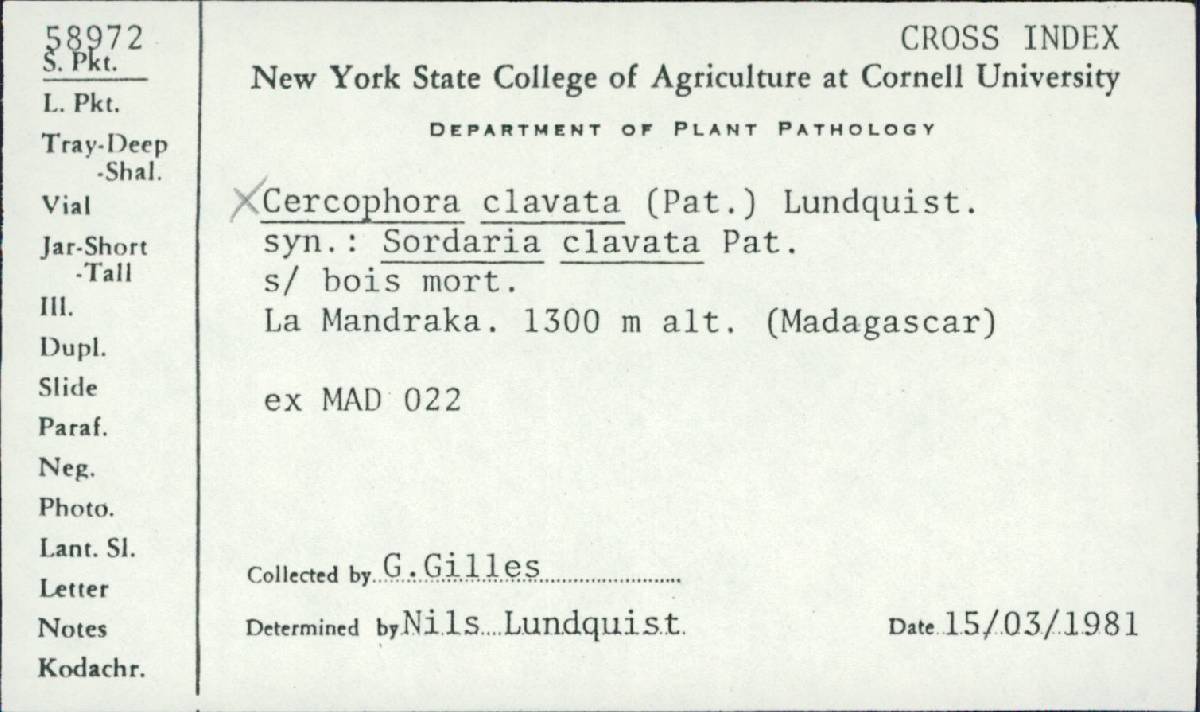 58972
S. Pkt.
L. Pkt.
Tray-Deep
-Shal.
Vial
Jar-Short
-Tall
Ill.
Dupl.
Slide
Paraf.
Neg.
Photo.
Lant. Sl.
Letter
Notes
Kodachr.
CROSS INDEX
New York State College of Agriculture at Cornell University
DEPARTMENT OF PLANT PATHOLOGY
XCercophora clavata (Pat.) Lundquist.
syn.: Sordaria clavata Pat.
s/ bois mort.
La Mandraka. 1300 m alt. (Madagascar)
ex MAD 022
Collected by G.Gilles
Determined by Nils Lundquist Date 15/03/1981